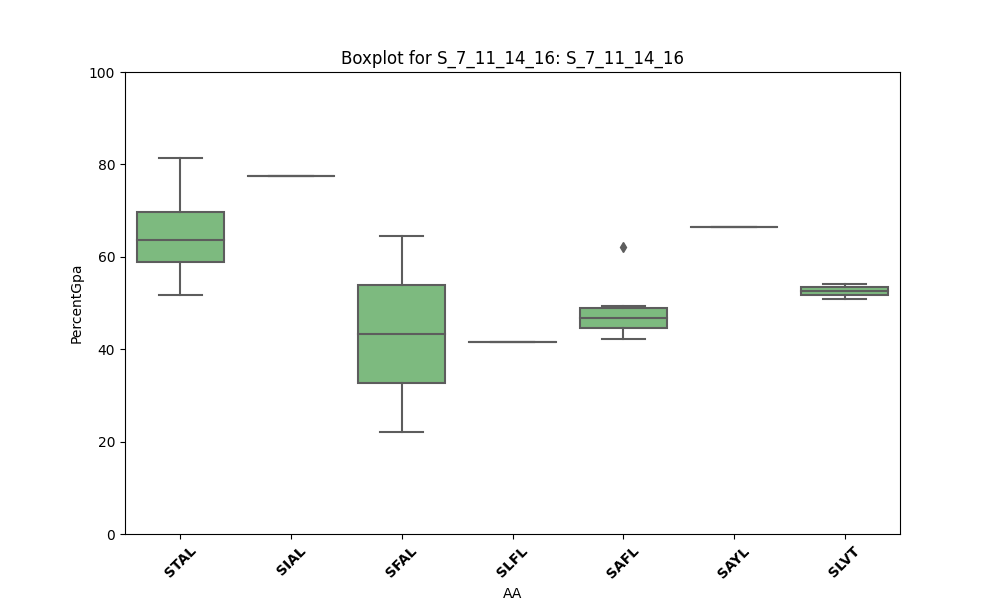 Boxplot for S_7_11_14_16: S_7_11_14_16
100
80
60
40
20
0
PercentGpa
STAL
SIAL
SFAL
SLFL
SAFL
SAYL
SLVT
AA